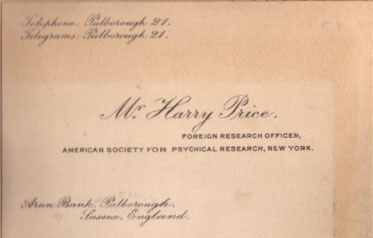 Telephone: Pulborough 21.
Telegrams: Pulborough 21.
Mr. Harry Price.
FOREIGN RESEARCH OFFICER,
AMERICAN SOCIETY FOR PSYCHICAL RESEARCH, NEW YORK.
Arun Bank, Pulborough.
Sussex, England.